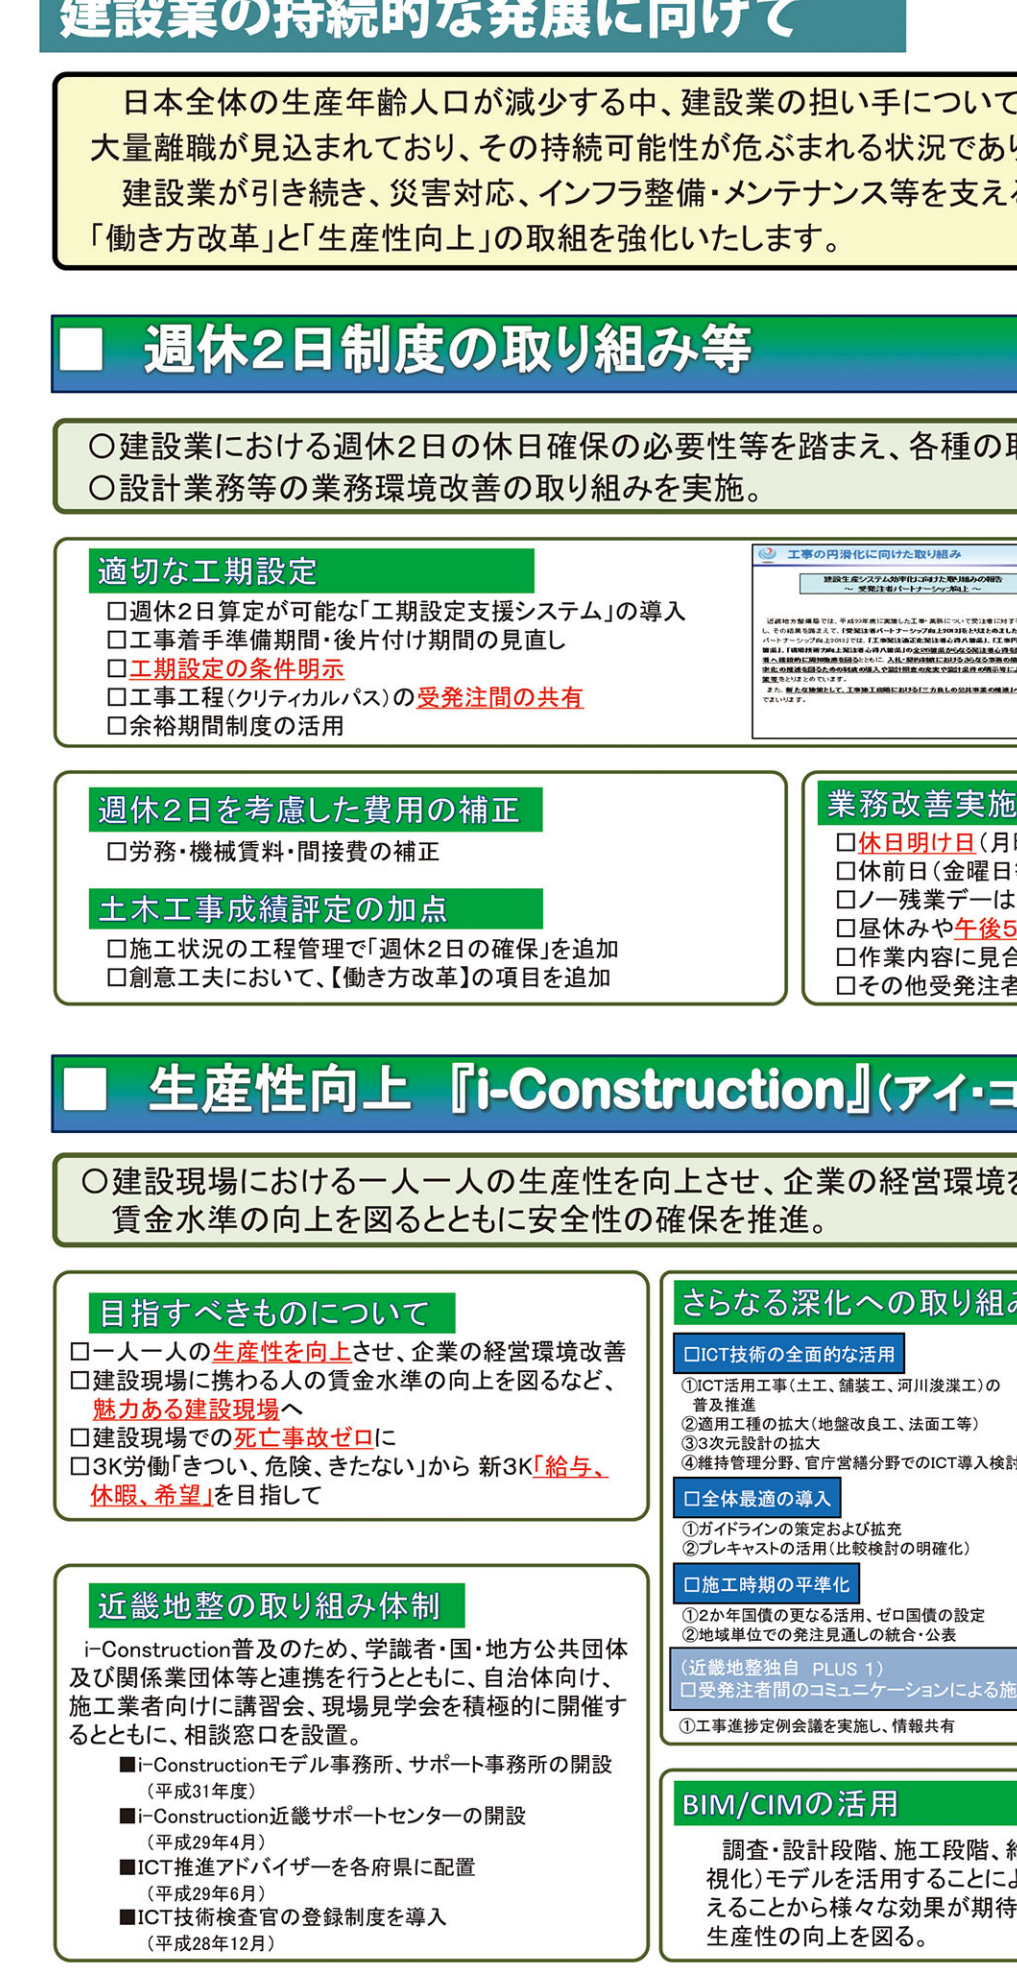 建設業の持続的な発展に向けて
日本全体の生産年齢人口が減少する中、建設業の担い手について
大量離職が見込まれており、その持続可能性が危ぶまれる状況であり
建設業が引き続き、災害対応、インフラ整備・メンテナンス等を支える
「働き方改革」と「生産性向上」の取組を強化いたします。
■ 週休２日制度の取り組み等
○建設業における週休２日の休日確保の必要性等を踏まえ、各種の取
○設計業務等の業務環境改善の取り組みを実施。
適切な工期設定
□週休２日算定が可能な「工期設定支援システム」の導入
□工事着手準備期間・後片付け期間の見直し
□工期設定の条件明示
□工事工程(クリティカルパス)の受発注間の共有
□余裕期間制度の活用
工事の円滑化に向けた取り組み
建設生産システム効率化に向けた取り組みの報告
～ 受発注者パートナーシップ向上 ～
週休２日を考慮した費用の補正
□労務・機械賃料・間接費の補正
土木工事成績評定の加点
□施工状況の工程管理で「週休２日の確保」を追加
□創意工夫において、【働き方改革】の項目を追加
業務改善実施
□休日明け日(月曜
□休前日(金曜日等
□ノー残業デーは
□昼休みや午後５
□作業内容に見合
□その他受発注者
■ 生産性向上 『i-Construction』(アイ・コ
○建設現場における一人一人の生産性を向上させ、企業の経営環境を
賃金水準の向上を図るとともに安全性の確保を推進。
目指すべきものについて
□一人一人の生産性を向上させ、企業の経営環境改善
□建設現場に携わる人の賃金水準の向上を図るなど、
魅力ある建設現場へ
□建設現場での死亡事故ゼロに
□3K労働「きつい、危険、きたない」から 新3K「給与、
休暇、希望」を目指して
近畿地整の取り組み体制
i-Construction普及のため、学識者・国・地方公共団体
及び関係業団体等と連携を行うとともに、自治体向け、
施工業者向けに講習会、現場見学会を積極的に開催す
るとともに、相談窓口を設置。
■i-Constructionモデル事務所、サポート事務所の開設
(平成31年度)
■i-Construction近畿サポートセンターの開設
(平成29年4月)
■ICT推進アドバイザーを各府県に配置
(平成29年6月)
■ICT技術検査官の登録制度を導入
(平成28年12月)
さらなる深化への取り組み
□ICT技術の全面的な活用
①ICT活用工事(土工、舗装工、河川浚渫工)の
普及推進
②適用工種の拡大(地盤改良工、法面工等)
③3次元設計の拡大
④維持管理分野、官庁営繕分野でのICT導入検討
□全体最適の導入
①ガイドラインの策定および拡充
②プレキャストの活用(比較検討の明確化)
□施工時期の平準化
①2か年国債の更なる活用、ゼロ国債の設定
②地域単位での発注見通しの統合・公表
(近畿地整独自 PLUS 1)
□受発注者間のコミュニケーションによる施
①工事進捗定例会議を実施し、情報共有
BIM/CIMの活用
調査・設計段階、施工段階、維
視化)モデルを活用することによ
えることから様々な効果が期待
生産性の向上を図る。